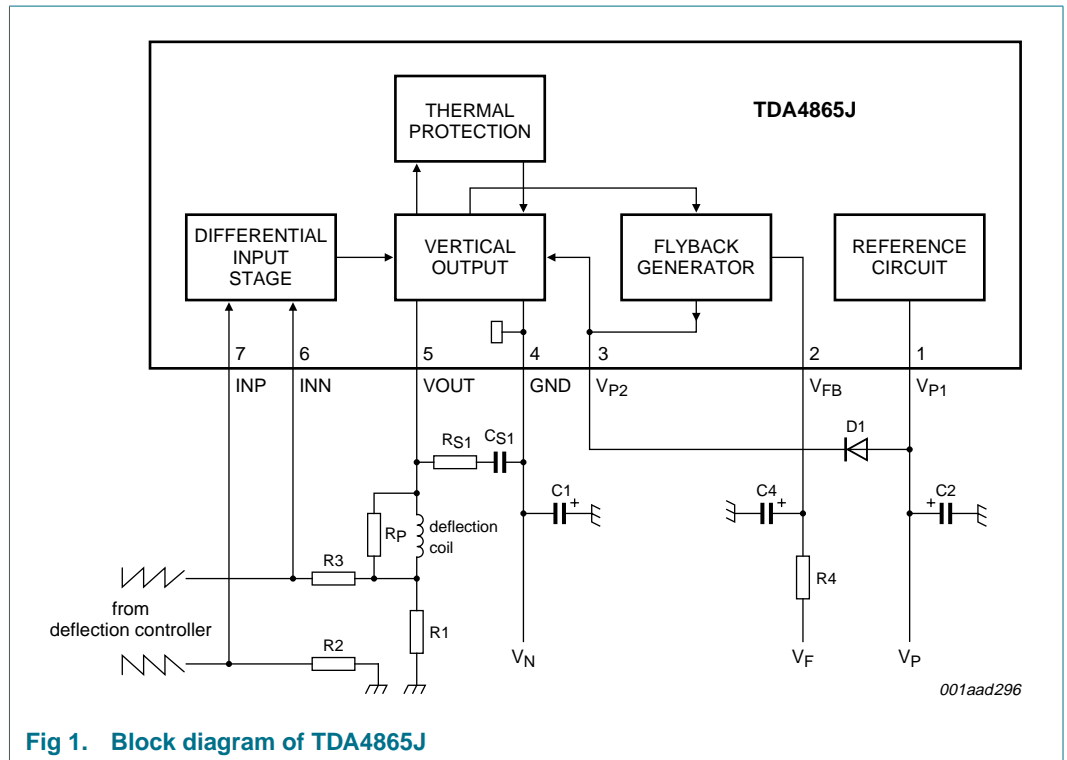 TDA4865J
THERMAL
PROTECTION
DIFFERENTIAL
INPUT
STAGE
VERTICAL
OUTPUT
FLYBACK
GENERATOR
REFERENCE
CIRCUIT
7 6 5 4 3 2 1
INP INN VOUT GND VP2 VFB VP1
D1
RS1 CS1
C1 + C4 + + C2
RP deflection
coil
R3
R4
from
deflection controller
R1
R2
VN VF VP
001aad296
Fig 1. Block diagram of TDA4865J